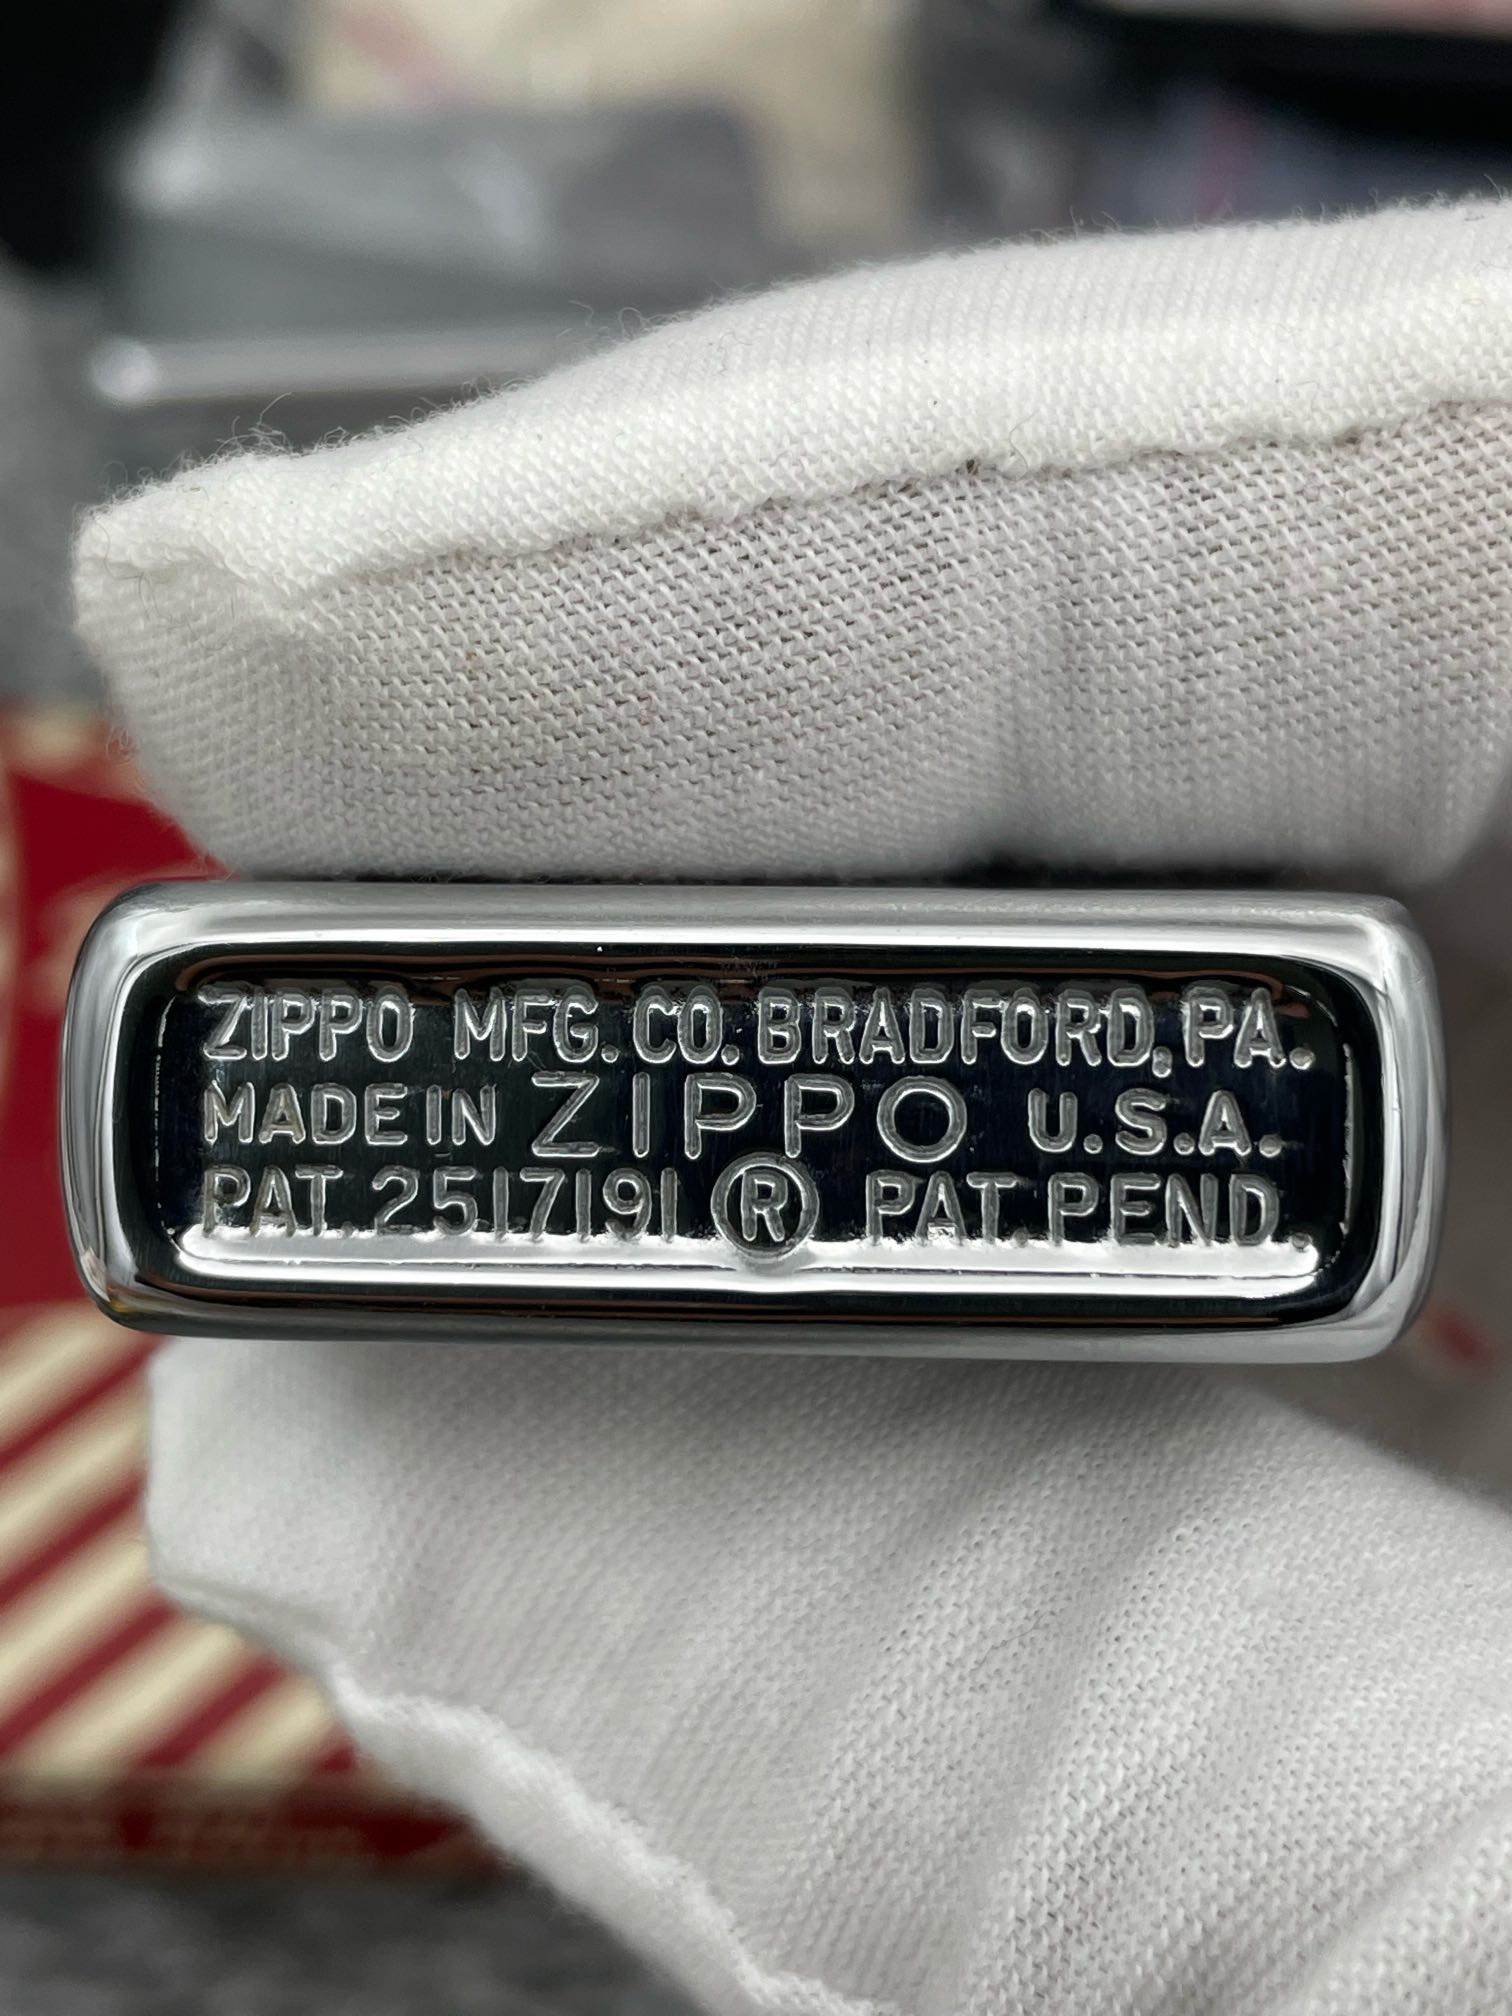 ZIPPO MFG. CO. BRADFORD, PA.
MADE IN ZIPPO U.S.A.
PAT. 2517191 ® PAT. PEND.